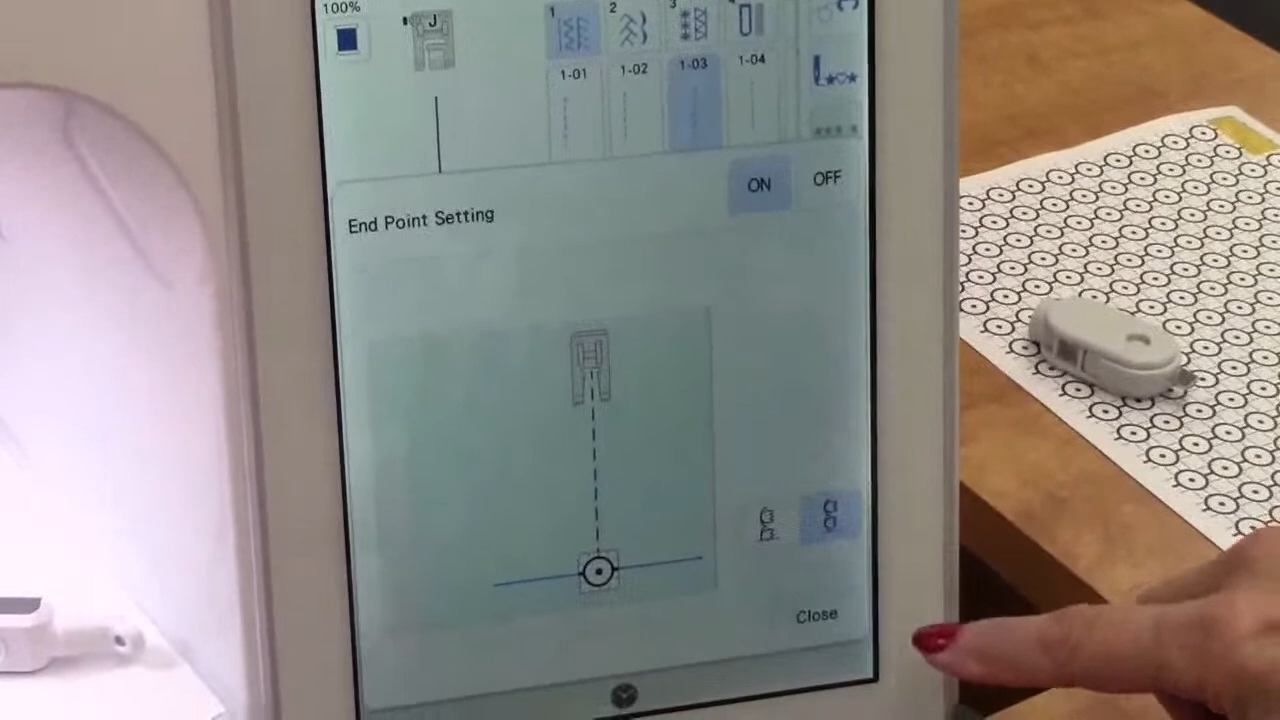 100%
J
1
2
3
1-01
1-02
1-03
1-04
ON
OFF
End Point Setting
Close